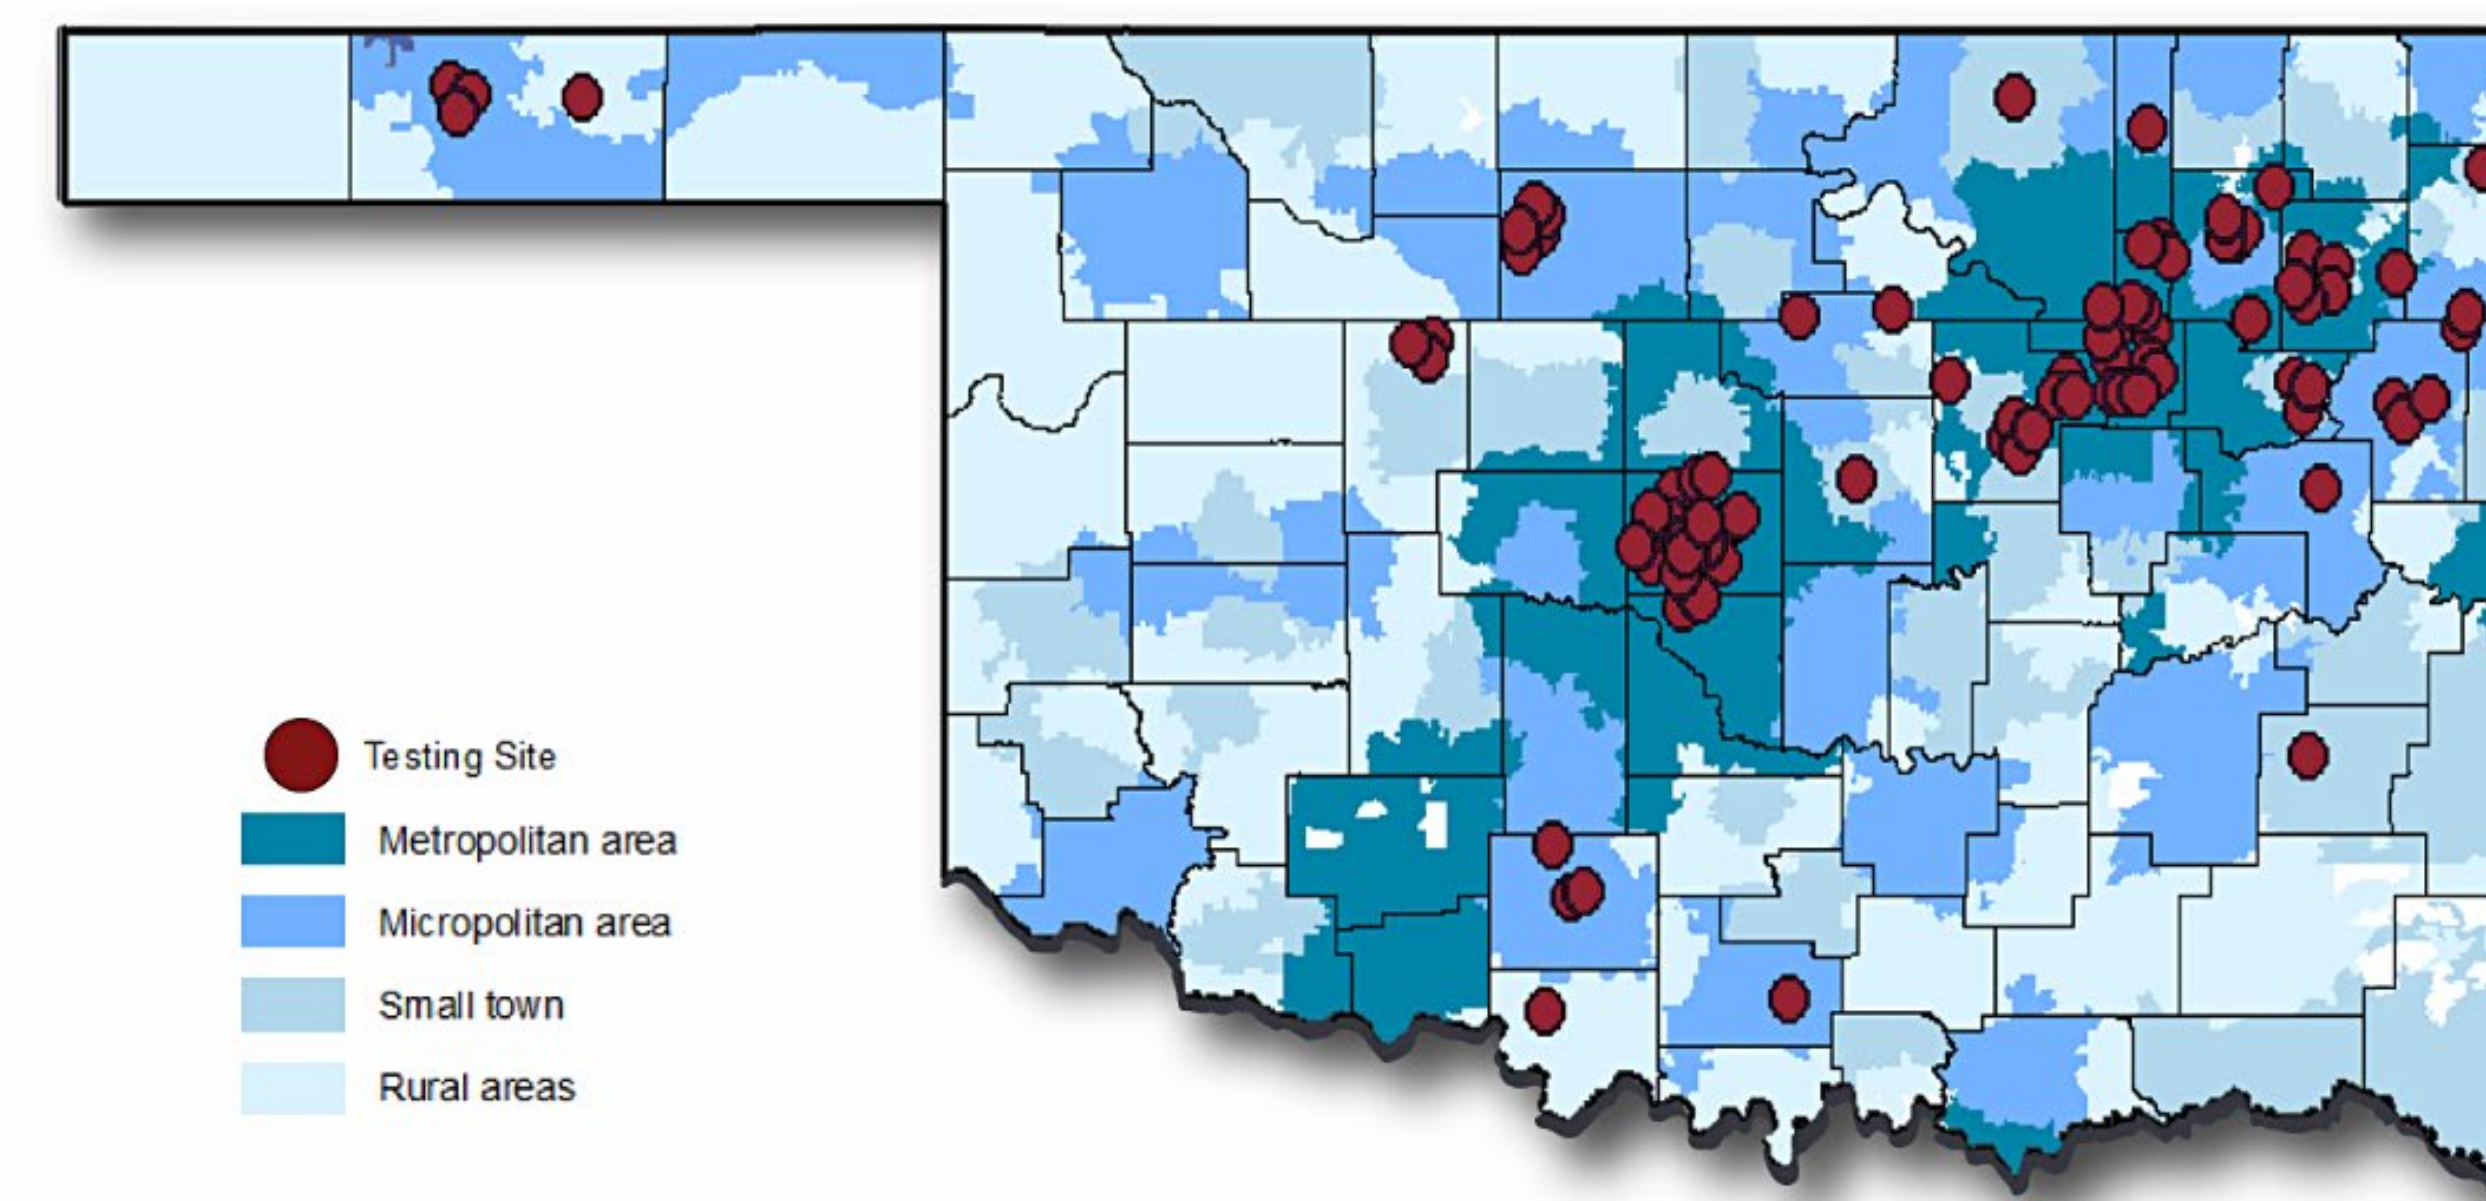 Testing Site
Metropolitan area
Micropolitan area
Small town
Rural areas